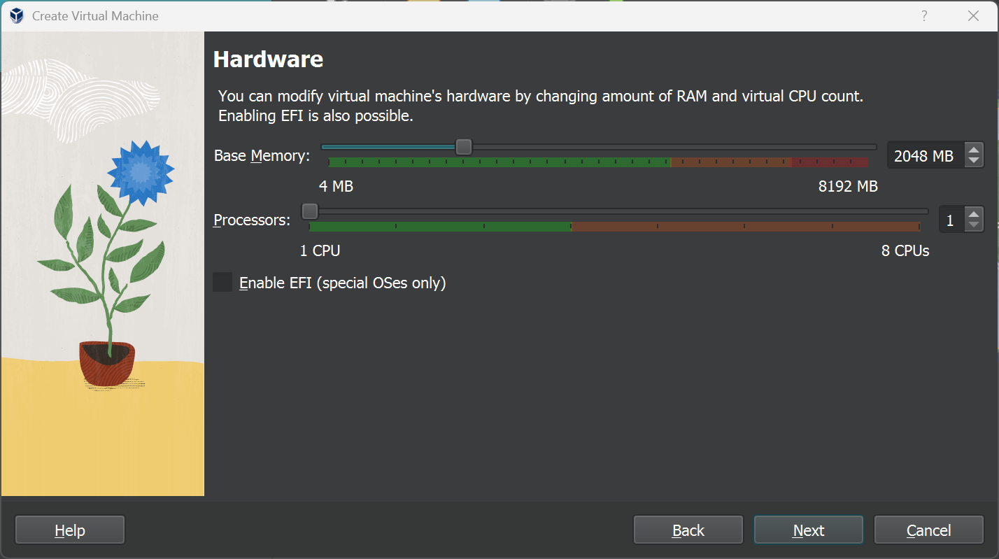 Create Virtual Machine
?
Hardware
You can modify virtual machine's hardware by changing amount of RAM and virtual CPU count.
Enabling EFI is also possible.
Base Memory:
2048 MB
4 MB
8192 MB
Processors:
1
1 CPU
8 CPUs
Enable EFI (special OSes only)
Help
Back
Next
Cancel